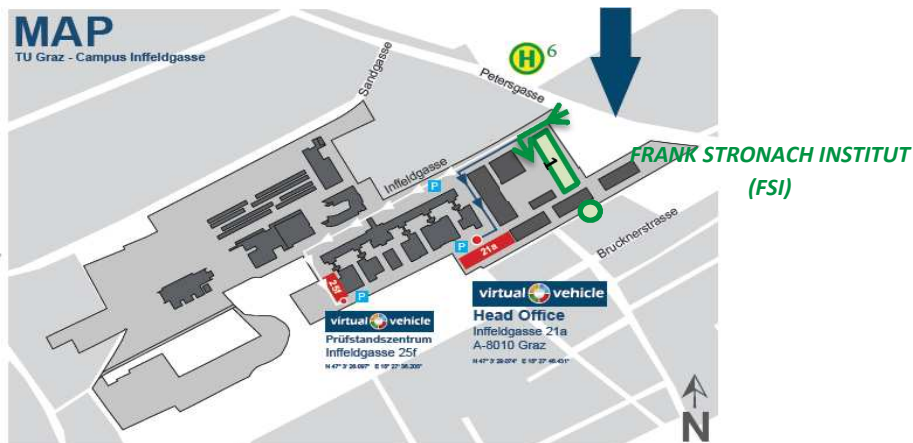 MAP
TU Graz - Campus Inffeldgasse
Sandgasse
H 6
Petersgasse
1
FRANK STRONACH INSTITUT
(FSI)
Inffeldgasse
P
P
21a
Brucknerstrasse
25f
P
virtual vehicle
Prüfstandszentrum
Inffeldgasse 25f
virtual vehicle
Head Office
Inffeldgasse 21a
A-8010 Graz
N